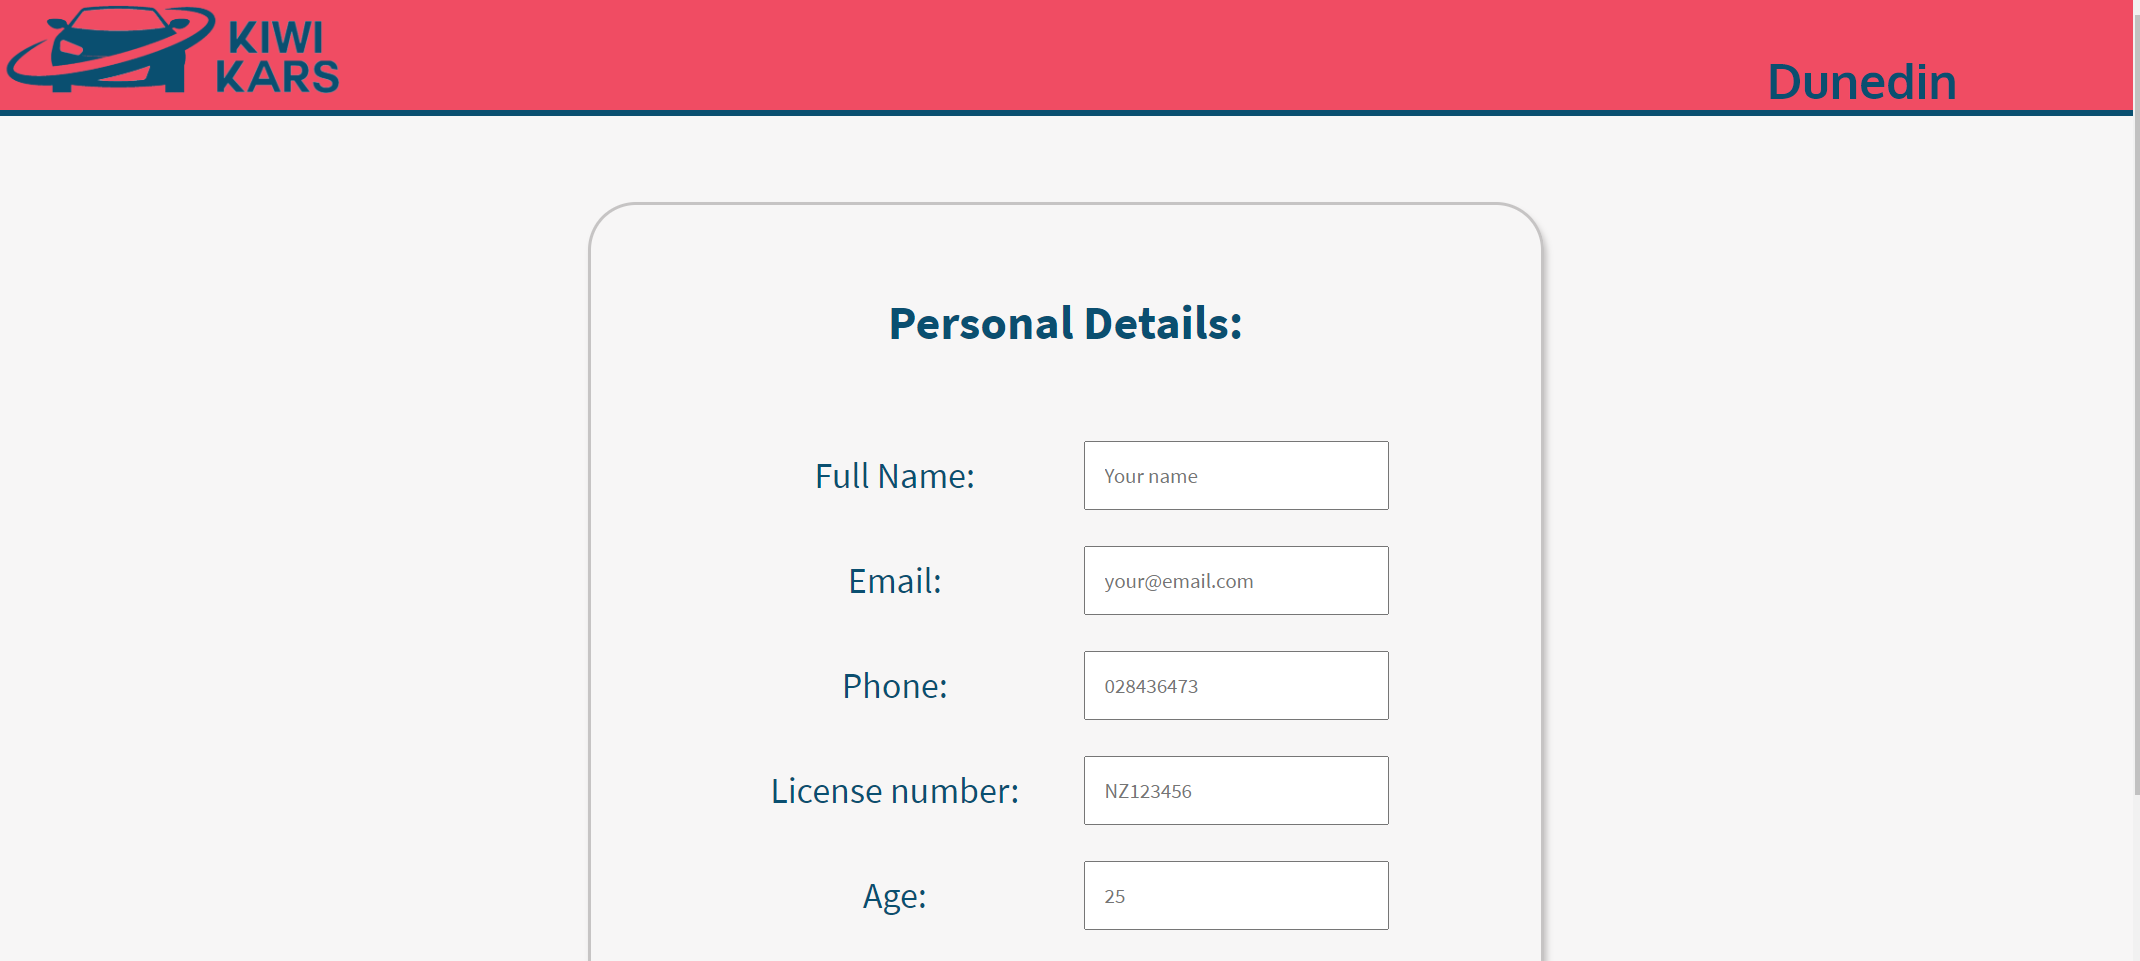 KIWI
KARS
Dunedin
Personal Details:
Full Name:
Your name
Email:
your@email.com
Phone:
028436473
License number:
NZ123456
Age:
25